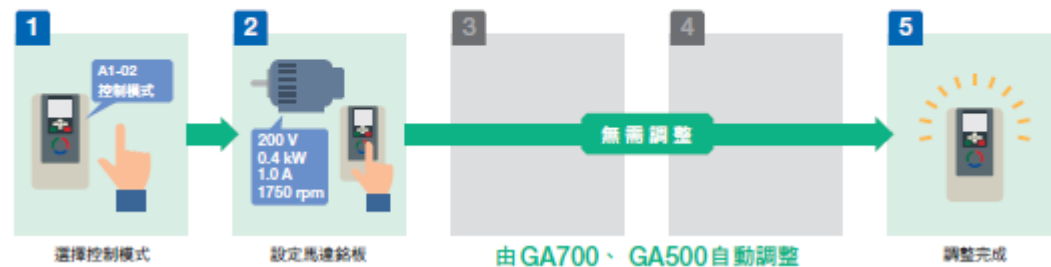 1
A1-02
控制模式
選擇控制模式
2
200 V
0.4 kW
1.0 A
1750 rpm
設定馬達銘板
3
4
無需調整
由GA700、GA500自動調整
5
調整完成